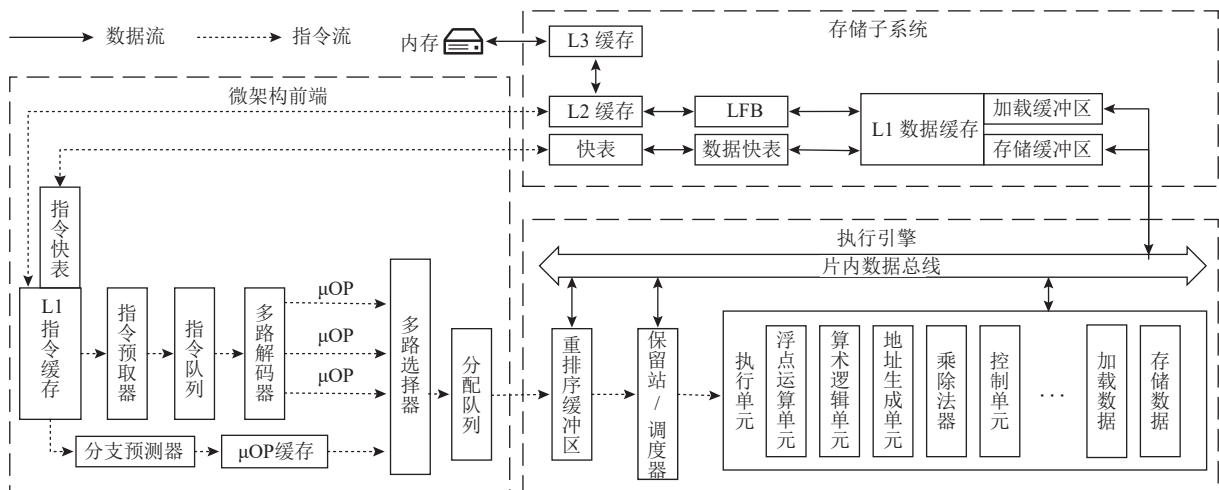 数据流
指令流
内存
L3 缓存
存储子系统
微架构前端
L2 缓存
LFB
L1 数据缓存
加载缓冲区
快表
数据快表
存储缓冲区
指令快表
执行引擎
片内数据总线
L1
指令缓存
指令预取器
指令队列
多路解码器
μOP
μOP
μOP
多路选择器
分配队列
重排序缓冲区
保留站/调度器
执行单元
浮点运算单元
算术逻辑单元
地址生成单元
乘除法器
控制单元
···
加载数据
存储数据
分支预测器
μOP缓存